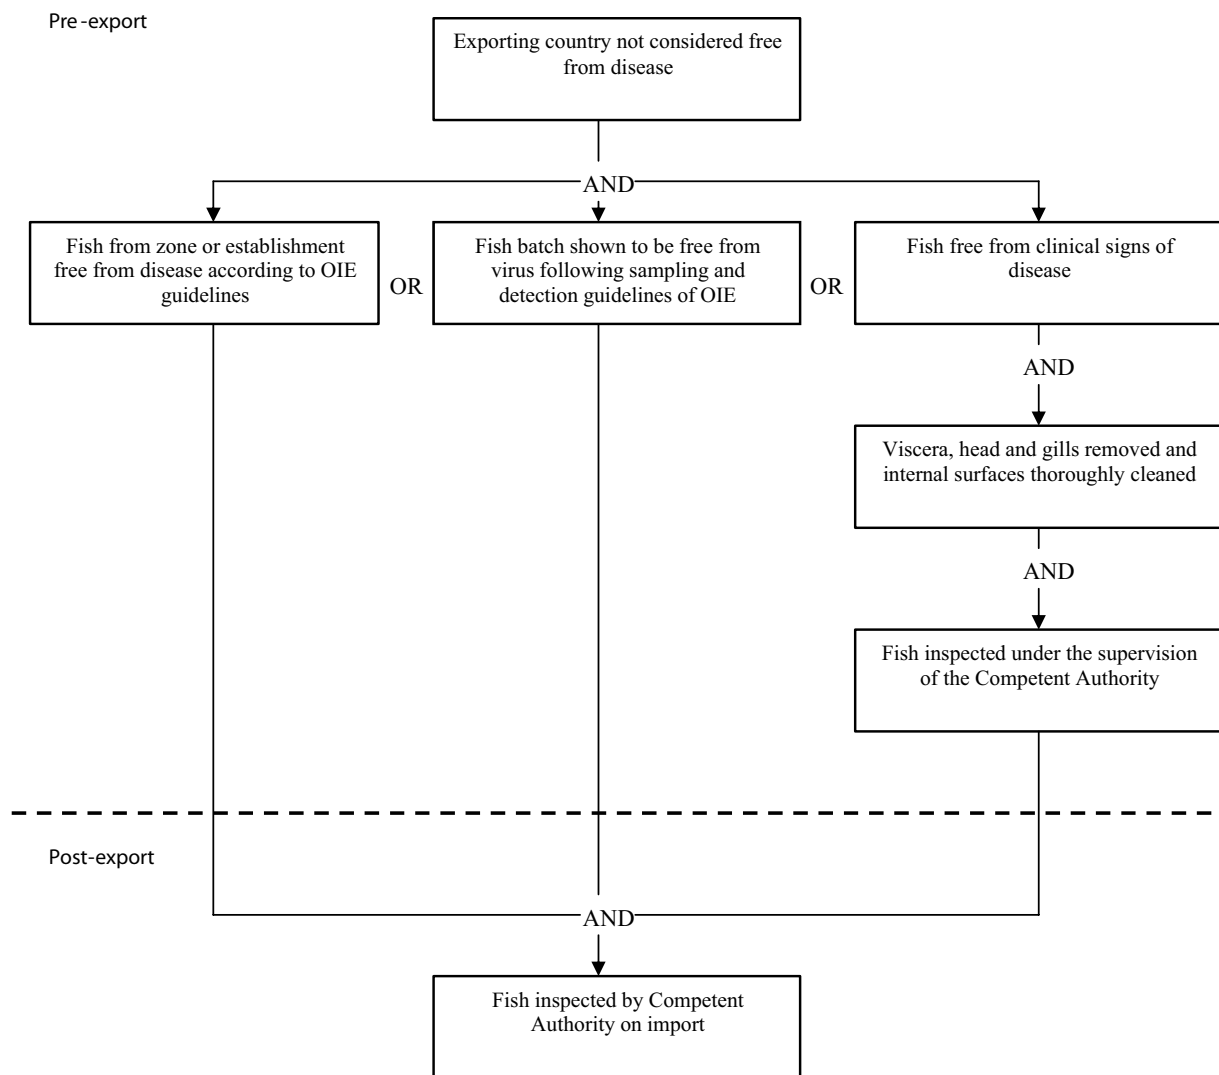 Pre-export
Exporting country not considered free
from disease
AND
Fish from zone or establishment
free from disease according to OIE
guidelines
OR
Fish batch shown to be free from
virus following sampling and
detection guidelines of OIE
OR
Fish free from clinical signs of
disease
AND
Viscera, head and gills removed and
internal surfaces thoroughly cleaned
AND
Fish inspected under the supervision
of the Competent Authority
Post-export
AND
Fish inspected by Competent
Authority on import